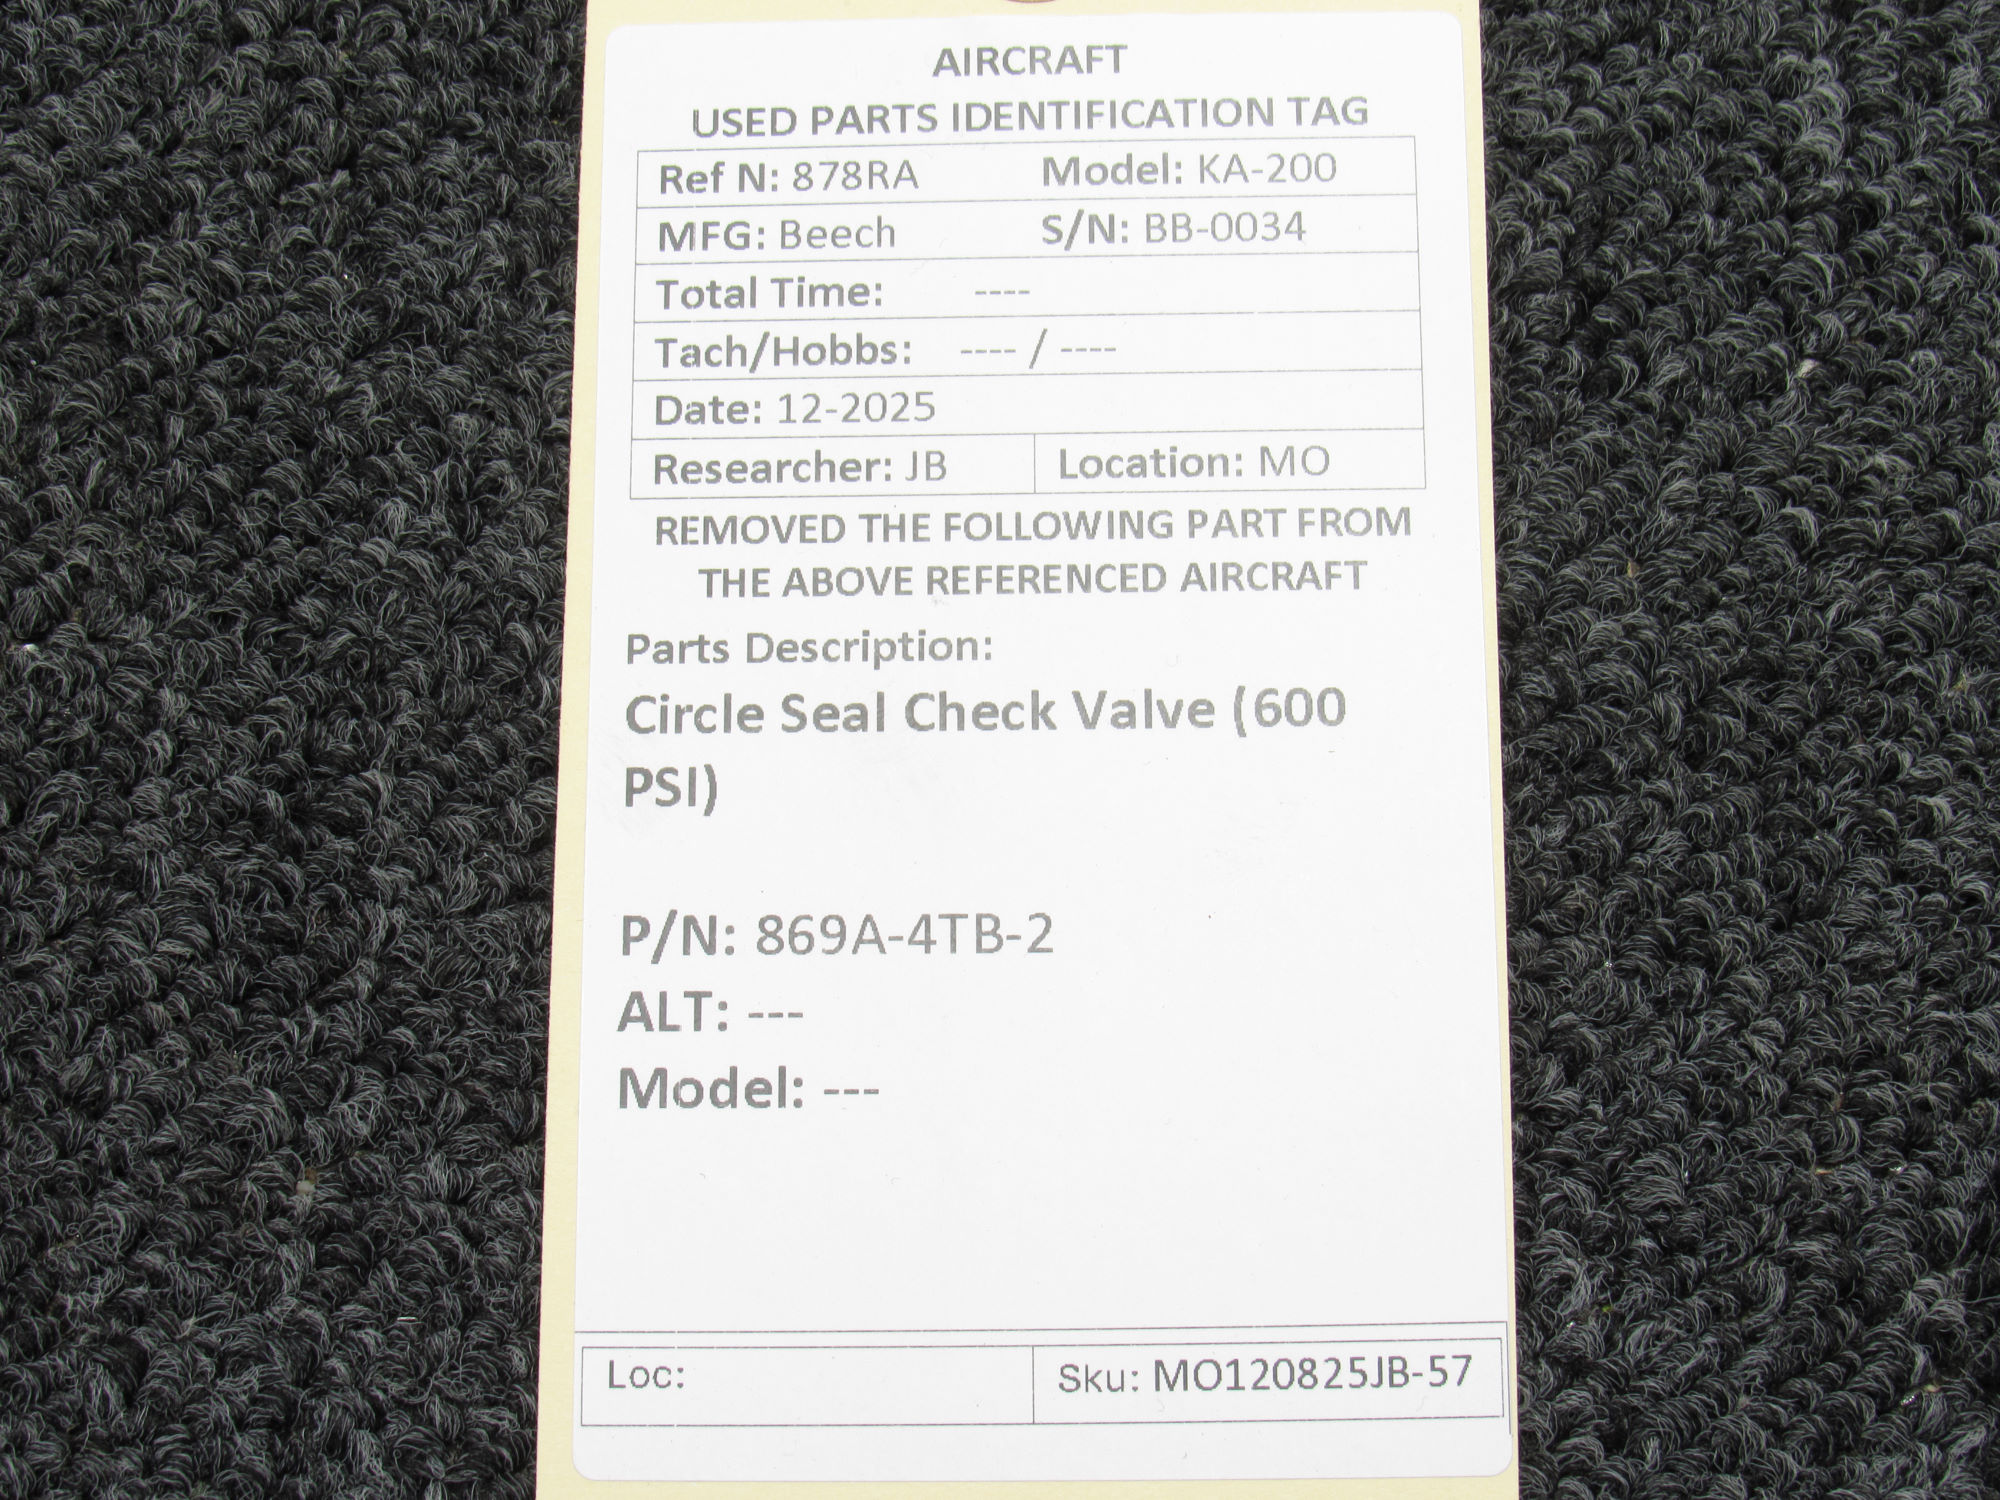 AIRCRAFT
USED PARTS IDENTIFICATION TAG
Ref N: 878RA Model: KA-200
MFG: Beech S/N: BB-0034
Total Time: ----
Tach/Hobbs: ---- / ----
Date: 12-2025
Researcher: JB Location: MO
REMOVED THE FOLLOWING PART FROM
THE ABOVE REFERENCED AIRCRAFT
Parts Description:
Circle Seal Check Valve (600
PSI)
P/N: 869A-4TB-2
ALT: ---
Model: ---
Loc: Sku: MO120825JB-57